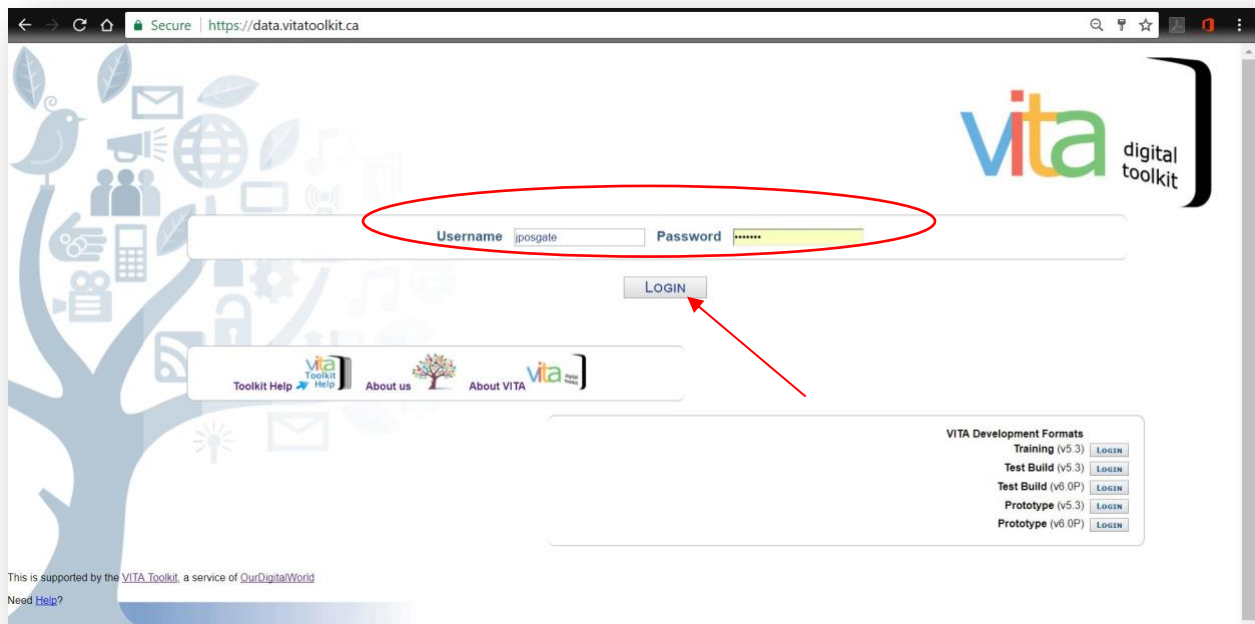 Secure | https://data.vitatoolkit.ca
vita digital
toolkit
Username jposgate Password •••••••
LOGIN
Toolkit Help vita Toolkit Help About us About VITA vita
VITA Development Formats
Training (v5.3) LOGIN
Test Build (v5.3) LOGIN
Test Build (v6.0P) LOGIN
Prototype (v5.3) LOGIN
Prototype (v6.0P) LOGIN
This is supported by the VITA Toolkit, a service of OurDigitalWorld
Need Help?